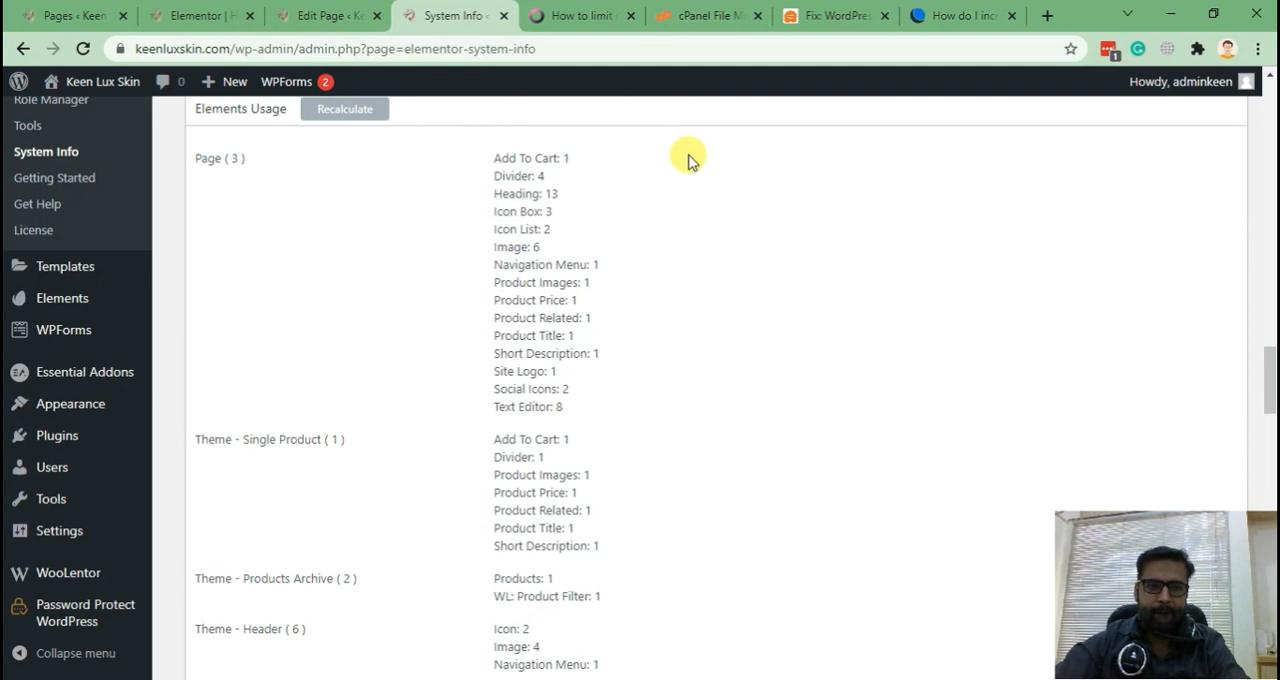 Pages ‹ Keen
Elementor | H
Edit Page ‹ Ke
System Info ‹
How to limit
cPanel File M
Fix WordPres
How do I incr
keenluxskin.com/wp-admin/admin.php?page=elementor-system-info
1
Keen Lux Skin
0
New
WPForms 2
Howdy, adminkeen
Role Manager
Tools
System Info
Getting Started
Get Help
License
Templates
Elements
WPForms
Essential Addons
Appearance
Plugins
Users
Tools
Settings
WooLentor
Password Protect
WordPress
Collapse menu
Elements Usage Recalculate
Page ( 3 )
Add To Cart: 1
Divider: 4
Heading: 13
Icon Box: 3
Icon List: 2
Image: 6
Navigation Menu: 1
Product Images: 1
Product Price: 1
Product Related: 1
Product Title: 1
Short Description: 1
Site Logo: 1
Social Icons: 2
Text Editor: 8
Theme - Single Product ( 1 )
Add To Cart: 1
Divider: 1
Product Images: 1
Product Price: 1
Product Related: 1
Product Title: 1
Short Description: 1
Theme - Products Archive ( 2 )
Products: 1
WL: Product Filter: 1
Theme - Header ( 6 )
Icon: 2
Image: 4
Navigation Menu: 1